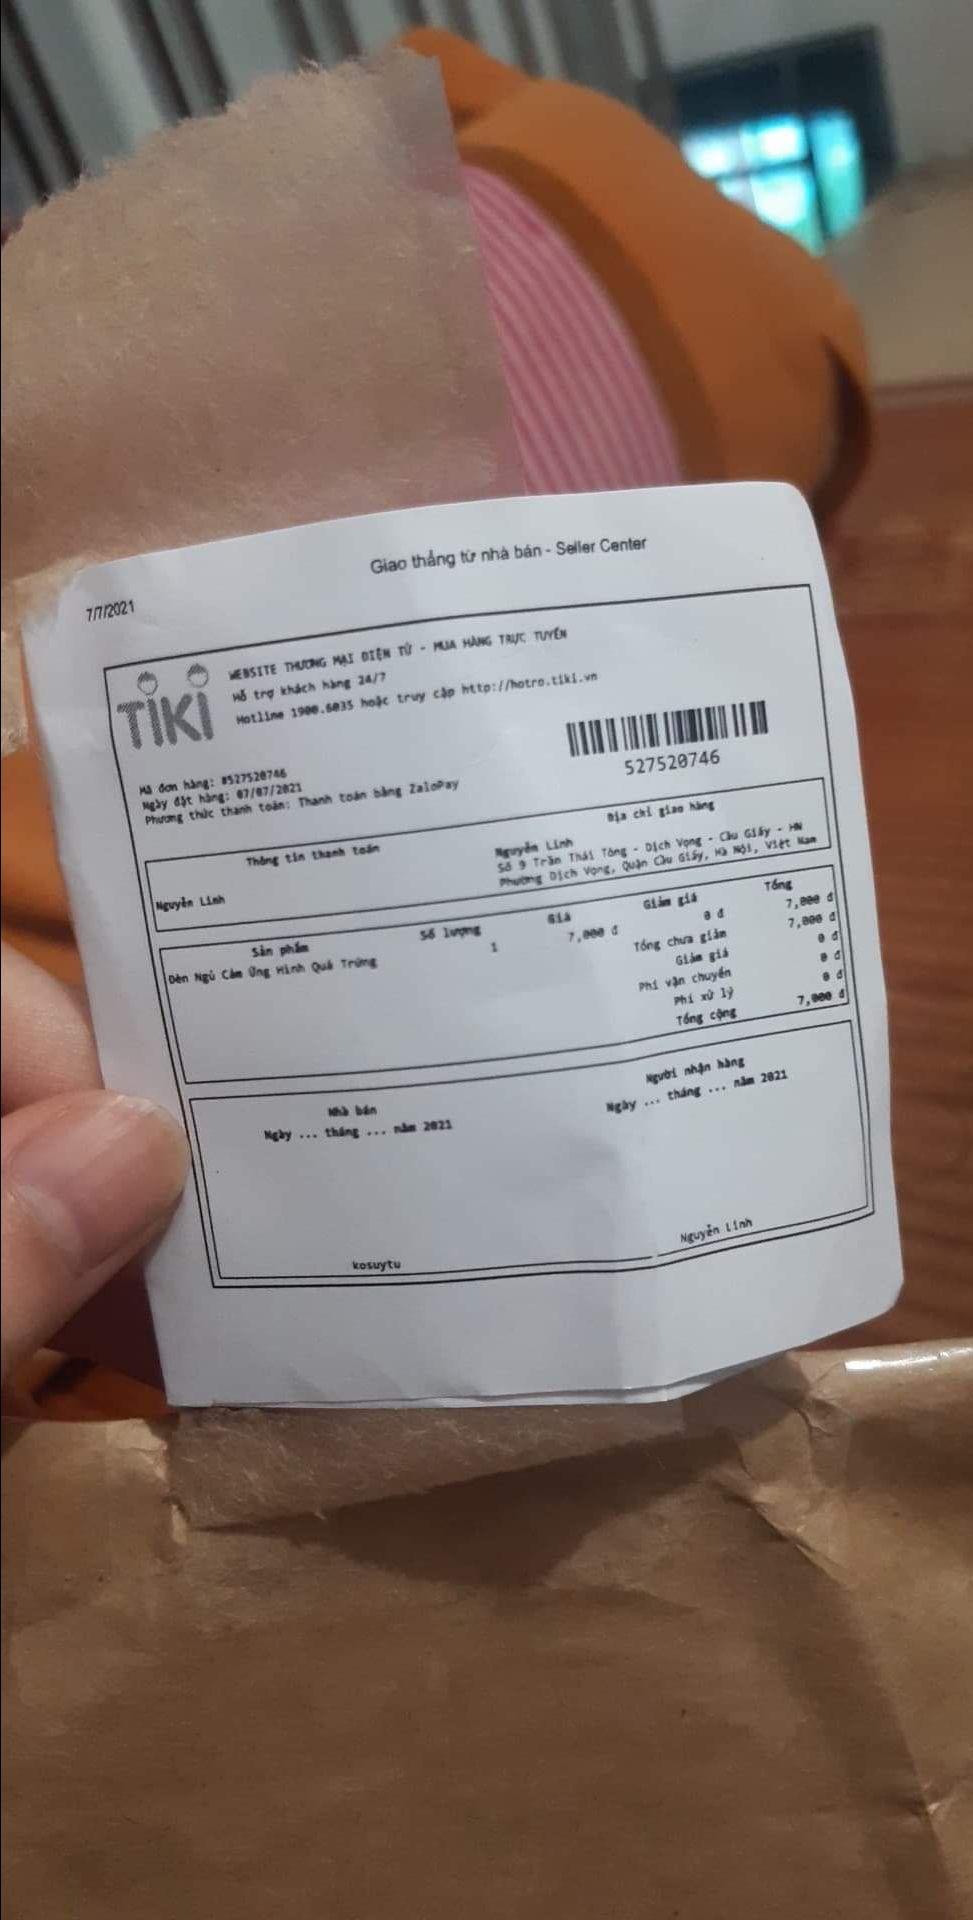 Giao thẳng từ nhà bán - Seller Center
7/7/2021
TIKI
WEBSITE THƯƠNG MẠI ĐIỆN TỬ - MUA HÀNG TRỰC TUYẾN
Hỗ trợ khách hàng 24/7
Hotline 1900.6035 hoặc truy cập http://hotro.tiki.vn
527520746
Mã đơn hàng: #527520746
Ngày đặt hàng: 07/07/2021
Phương thức thanh toán: Thanh toán bằng ZaloPay
Thông tin thanh toán
Địa chỉ giao hàng
Nguyễn Linh
Nguyễn Linh
Số 9 Trần Thái Tông - Dịch Vọng - Cầu Giấy - HN
Phường Dịch Vọng, Quận Cầu Giấy, Hà Nội, Việt Nam
Sản phẩm Số lượng Giá Giảm giá Tổng
Đèn Ngủ Cảm Ứng Hình Quả Trứng 1 7,000 đ 0 đ 7,000 đ
Tổng chưa giảm 7,000 đ
Giảm giá 0 đ
Phí vận chuyển 0 đ
Phí xử lý 0 đ
Tổng cộng 7,000 đ
Nhà bán
Ngày ... tháng ... năm 2021
kosuytu
Người nhận hàng
Ngày ... tháng ... năm 2021
Nguyễn Linh